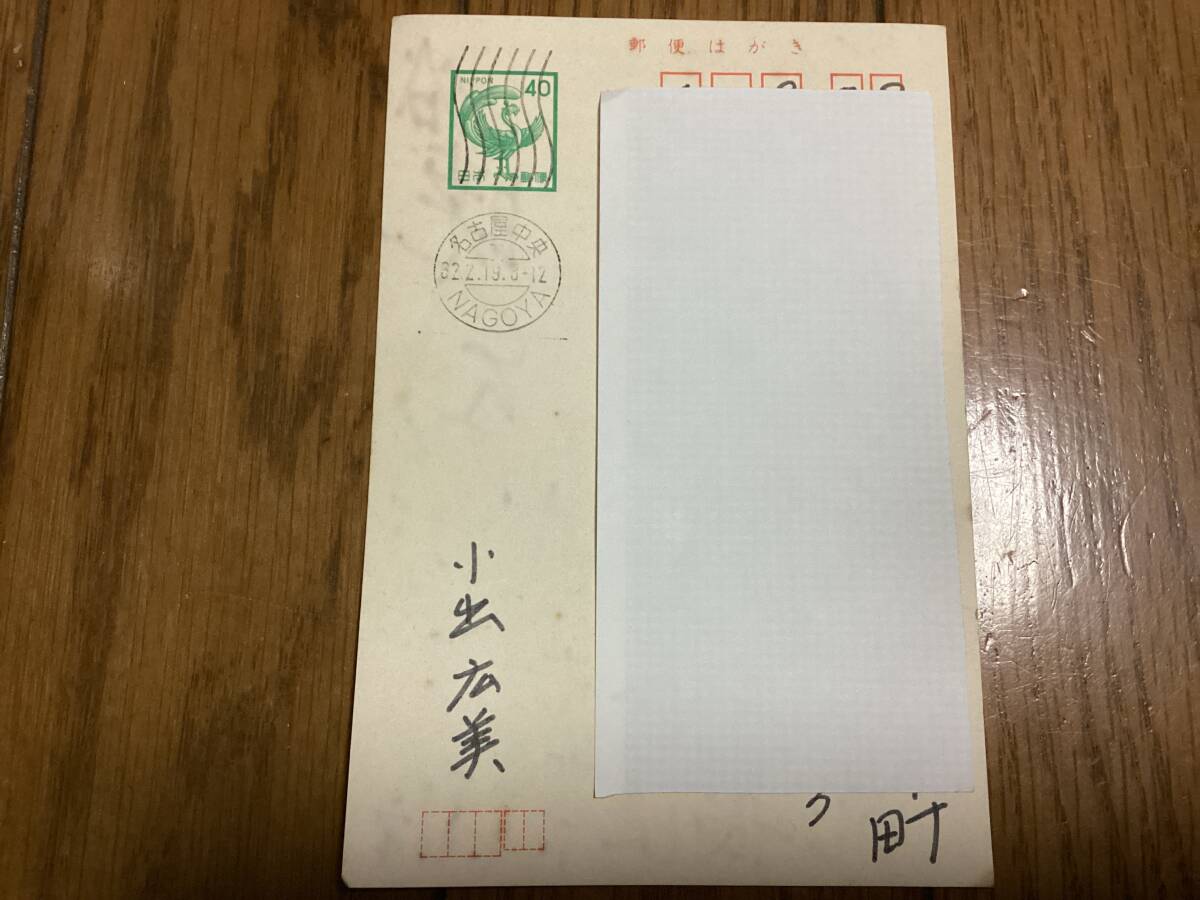 郵便はがき
NIPPON
40
日本 郵便
名古屋中央
62.2.19. 8-12
NAGOYA
小出広美
町